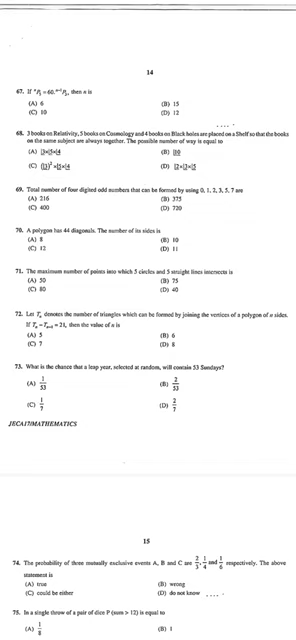 14
67. If ⁿP₅ = 60. ⁿ⁻¹P₃, then n is
(A) 6
(B) 15
(C) 10
(D) 12
68. 3 books on Relativity, 5 books on Cosmology and 4 books on Black holes are placed on a Shelf so that the books
on the same subject are always together. The possible number of way is equal to
(A) |3×|5×|4
(B) |10
(C) (|3)²×|5×|4
(D) |2×|3×|5
69. Total number of four digited odd numbers that can be formed by using 0, 1, 2, 3, 5, 7 are
(A) 216
(B) 375
(C) 400
(D) 720
70. A polygon has 44 diagonals. The number of its sides is
(A) 8
(B) 10
(C) 12
(D) 11
71. The maximum number of points into which 5 circles and 5 straight lines intersects is
(A) 50
(B) 75
(C) 80
(D) 40
72. Let Tₙ denotes the number of triangles which can be formed by joining the vertices of a polygon of n sides.
If Tₙ - Tₙ₊₁ = 21, then the value of n is
(A) 5
(B) 6
(C) 7
(D) 8
73. What is the chance that a leap year, selected at random, will contain 53 Sundays?
(A) 1/53
(B) 2/53
(C) 1/7
(D) 2/7
JECA17/MATHEMATICS
15
74. The probability of three mutually exclusive events A, B and C are 2/3, 1/4 and 1/6 respectively. The above
statement is
(A) true
(B) wrong
(C) could be either
(D) do not know
75. In a single throw of a pair of dice P (sum > 12) is equal to
(A) 1/8
(B) 1